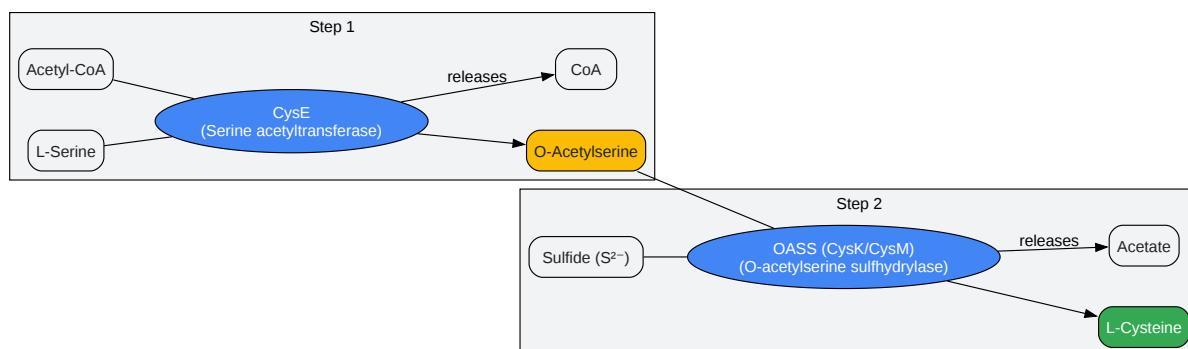 Step 1
Acetyl-CoA
L-Serine
CysE
(Serine acetyltransferase)
releases
CoA
O-Acetylserine
Step 2
Sulfide (S²⁻)
OASS (CysK/CysM)
(O-acetylserine sulfhydrylase)
releases
Acetate
L-Cysteine